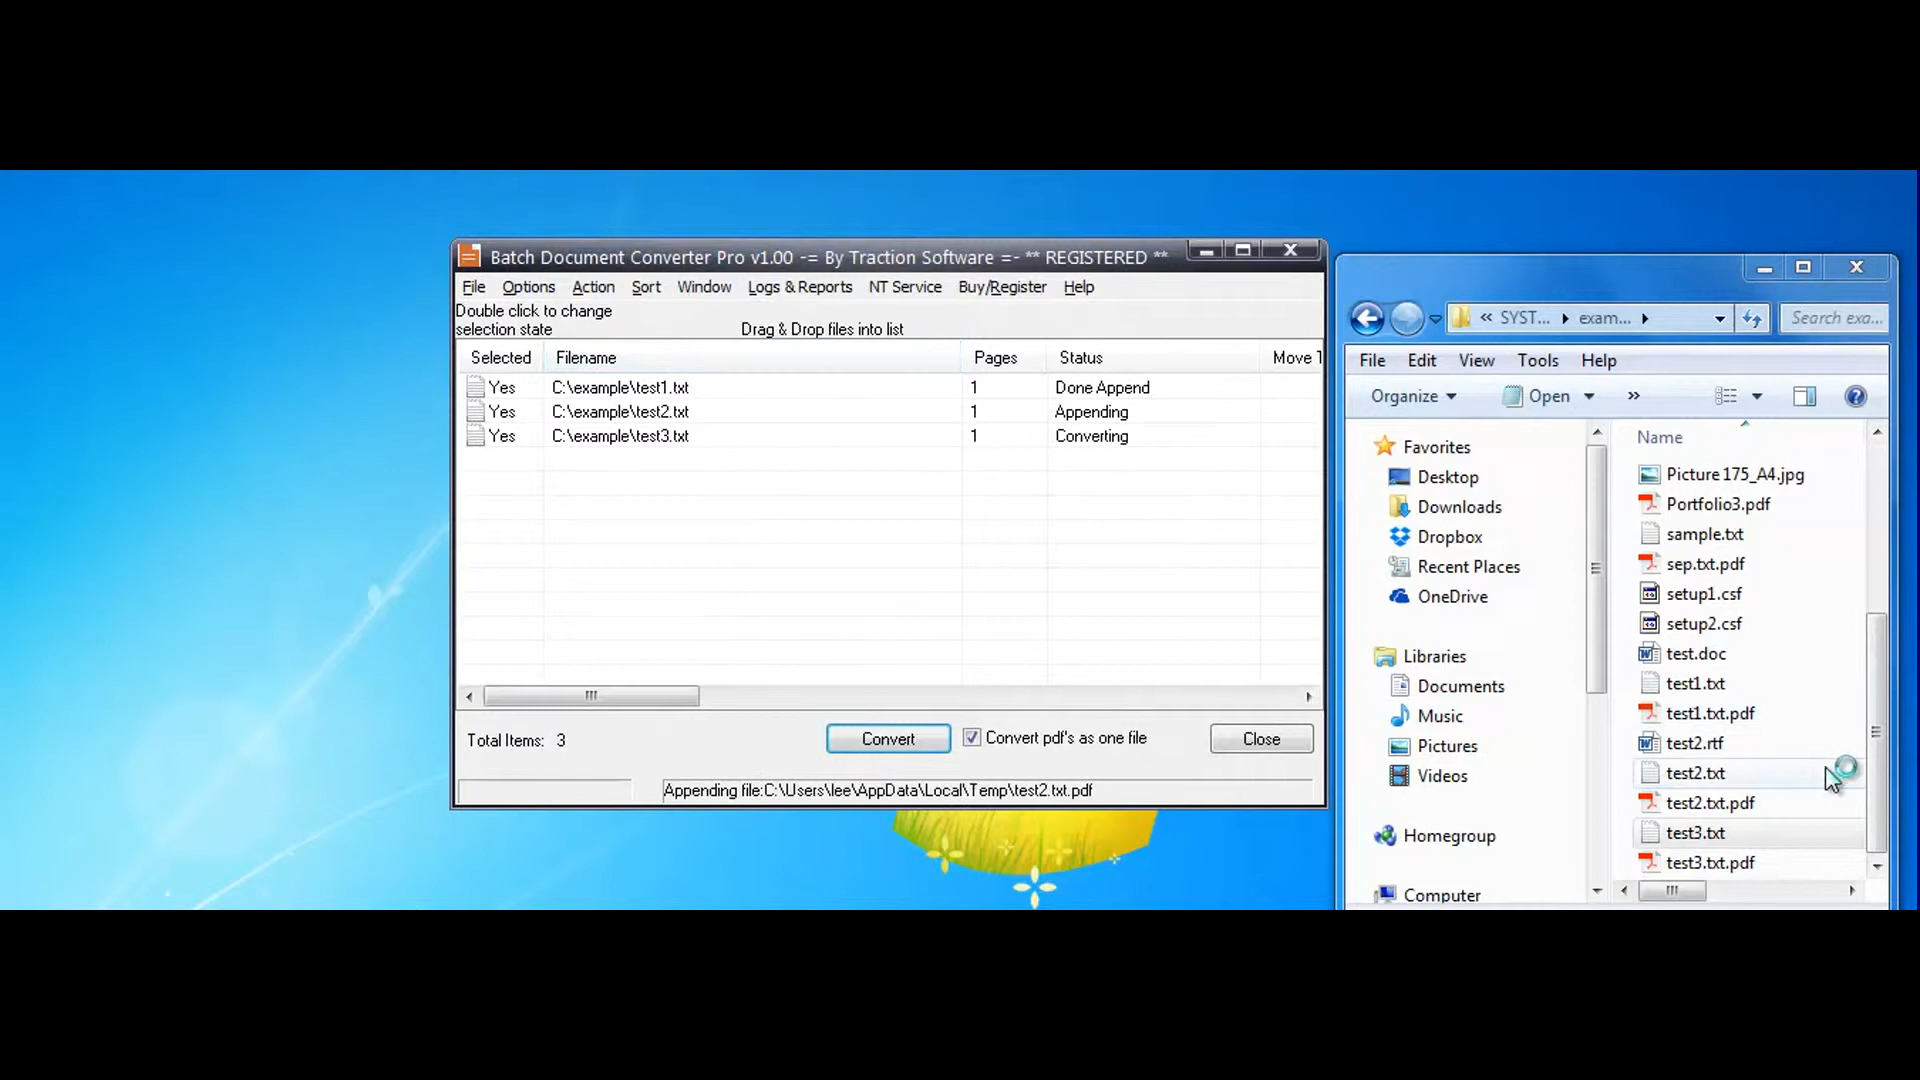 Batch Document Converter Pro v1.00 -= By Traction Software =- ** REGISTERED **
File Options Action Sort Window Logs & Reports NT Service Buy/Register Help
Double click to change
selection state
Drag & Drop files into list
Selected Filename Pages Status Move T
Yes C:\example\test1.txt 1 Done Append
Yes C:\example\test2.txt 1 Appending
Yes C:\example\test3.txt 1 Converting
Total Items: 3
Convert
Convert pdf's as one file
Close
Appending file:C:\Users\lee\AppData\Local\Temp\test2.txt.pdf
« SYST... exam...
Search exa...
File Edit View Tools Help
Organize Open »
Favorites
Desktop
Downloads
Dropbox
Recent Places
OneDrive
Libraries
Documents
Music
Pictures
Videos
Homegroup
Computer
Name
Picture 175_A4.jpg
Portfolio3.pdf
sample.txt
sep.txt.pdf
setup1.csf
setup2.csf
test.doc
test1.txt
test1.txt.pdf
test2.rtf
test2.txt
test2.txt.pdf
test3.txt
test3.txt.pdf